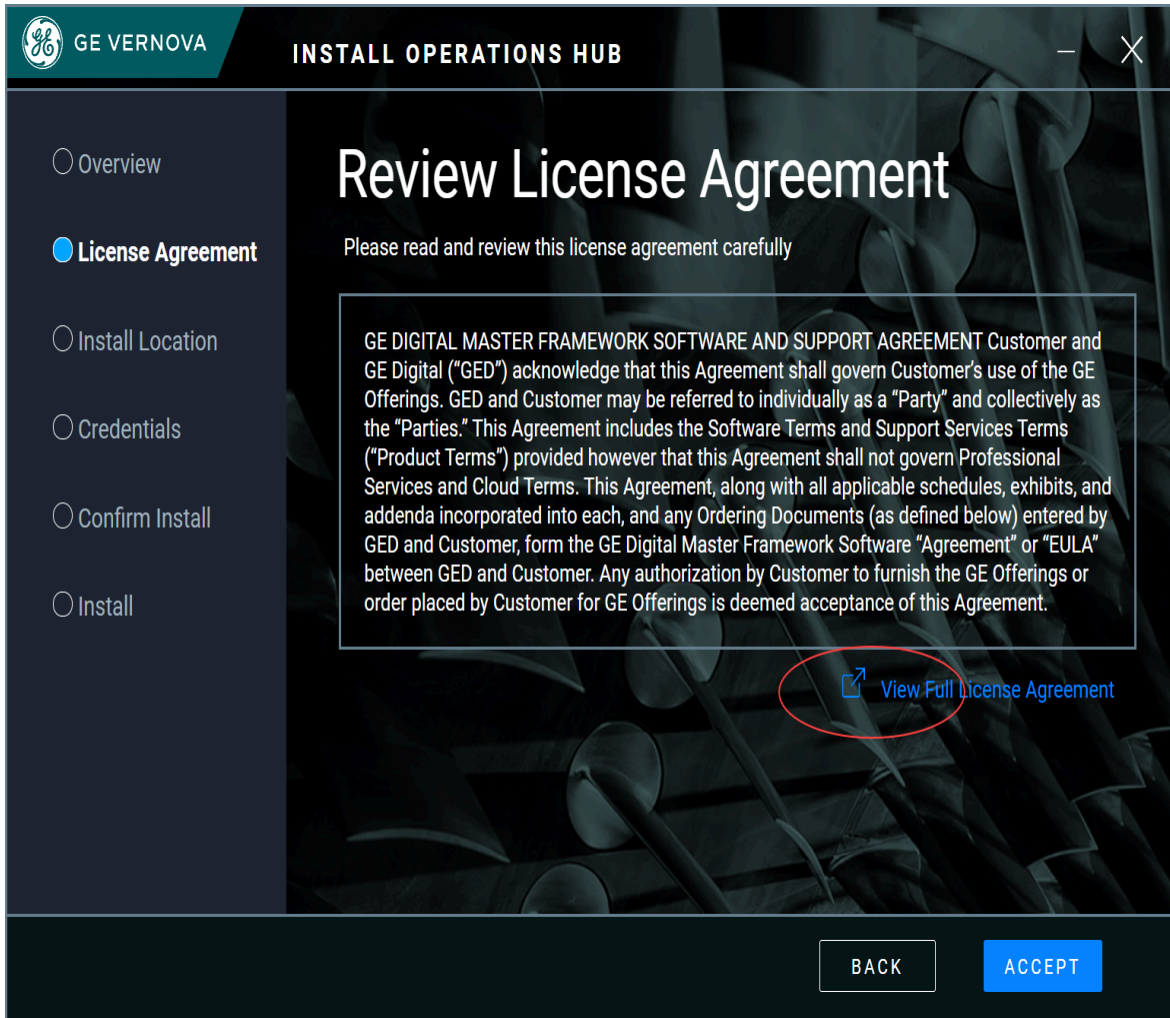 GE VERNOVA
INSTALL OPERATIONS HUB
Overview
License Agreement
Install Location
Credentials
Confirm Install
Install
Review License Agreement
Please read and review this license agreement carefully
GE DIGITAL MASTER FRAMEWORK SOFTWARE AND SUPPORT AGREEMENT Customer and
GE Digital (“GED”) acknowledge that this Agreement shall govern Customer’s use of the GE
Offerings. GED and Customer may be referred to individually as a “Party” and collectively as
the “Parties.” This Agreement includes the Software Terms and Support Services Terms
(“Product Terms”) provided however that this Agreement shall not govern Professional
Services and Cloud Terms. This Agreement, along with all applicable schedules, exhibits, and
addenda incorporated into each, and any Ordering Documents (as defined below) entered by
GED and Customer, form the GE Digital Master Framework Software “Agreement” or “EULA”
between GED and Customer. Any authorization by Customer to furnish the GE Offerings or
order placed by Customer for GE Offerings is deemed acceptance of this Agreement.
View Full License Agreement
BACK
ACCEPT